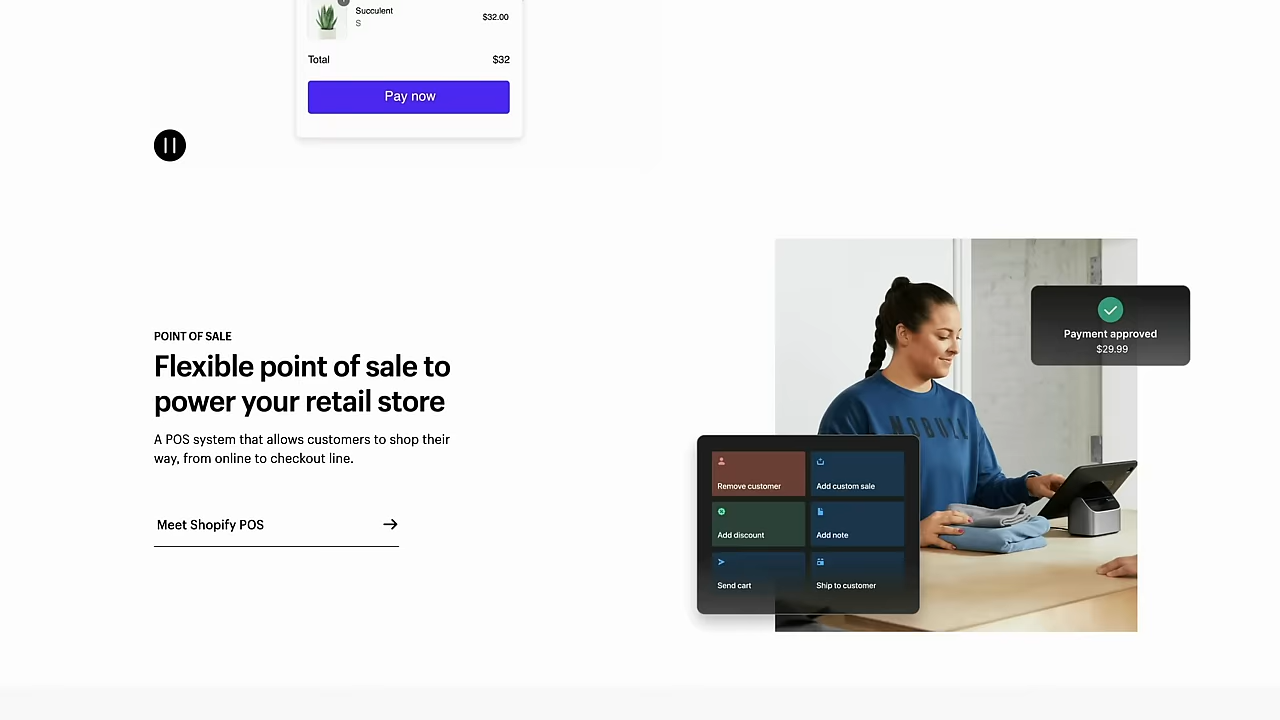 Succulent
$32.00
S
Total
$32
Pay now
POINT OF SALE
Flexible point of sale to
power your retail store
A POS system that allows customers to shop their
way, from online to checkout line.
Meet Shopify POS
Payment approved
$29.99
NOBULL
Remove customer
Add custom sale
Add discount
Add note
Send cart
Ship to customer